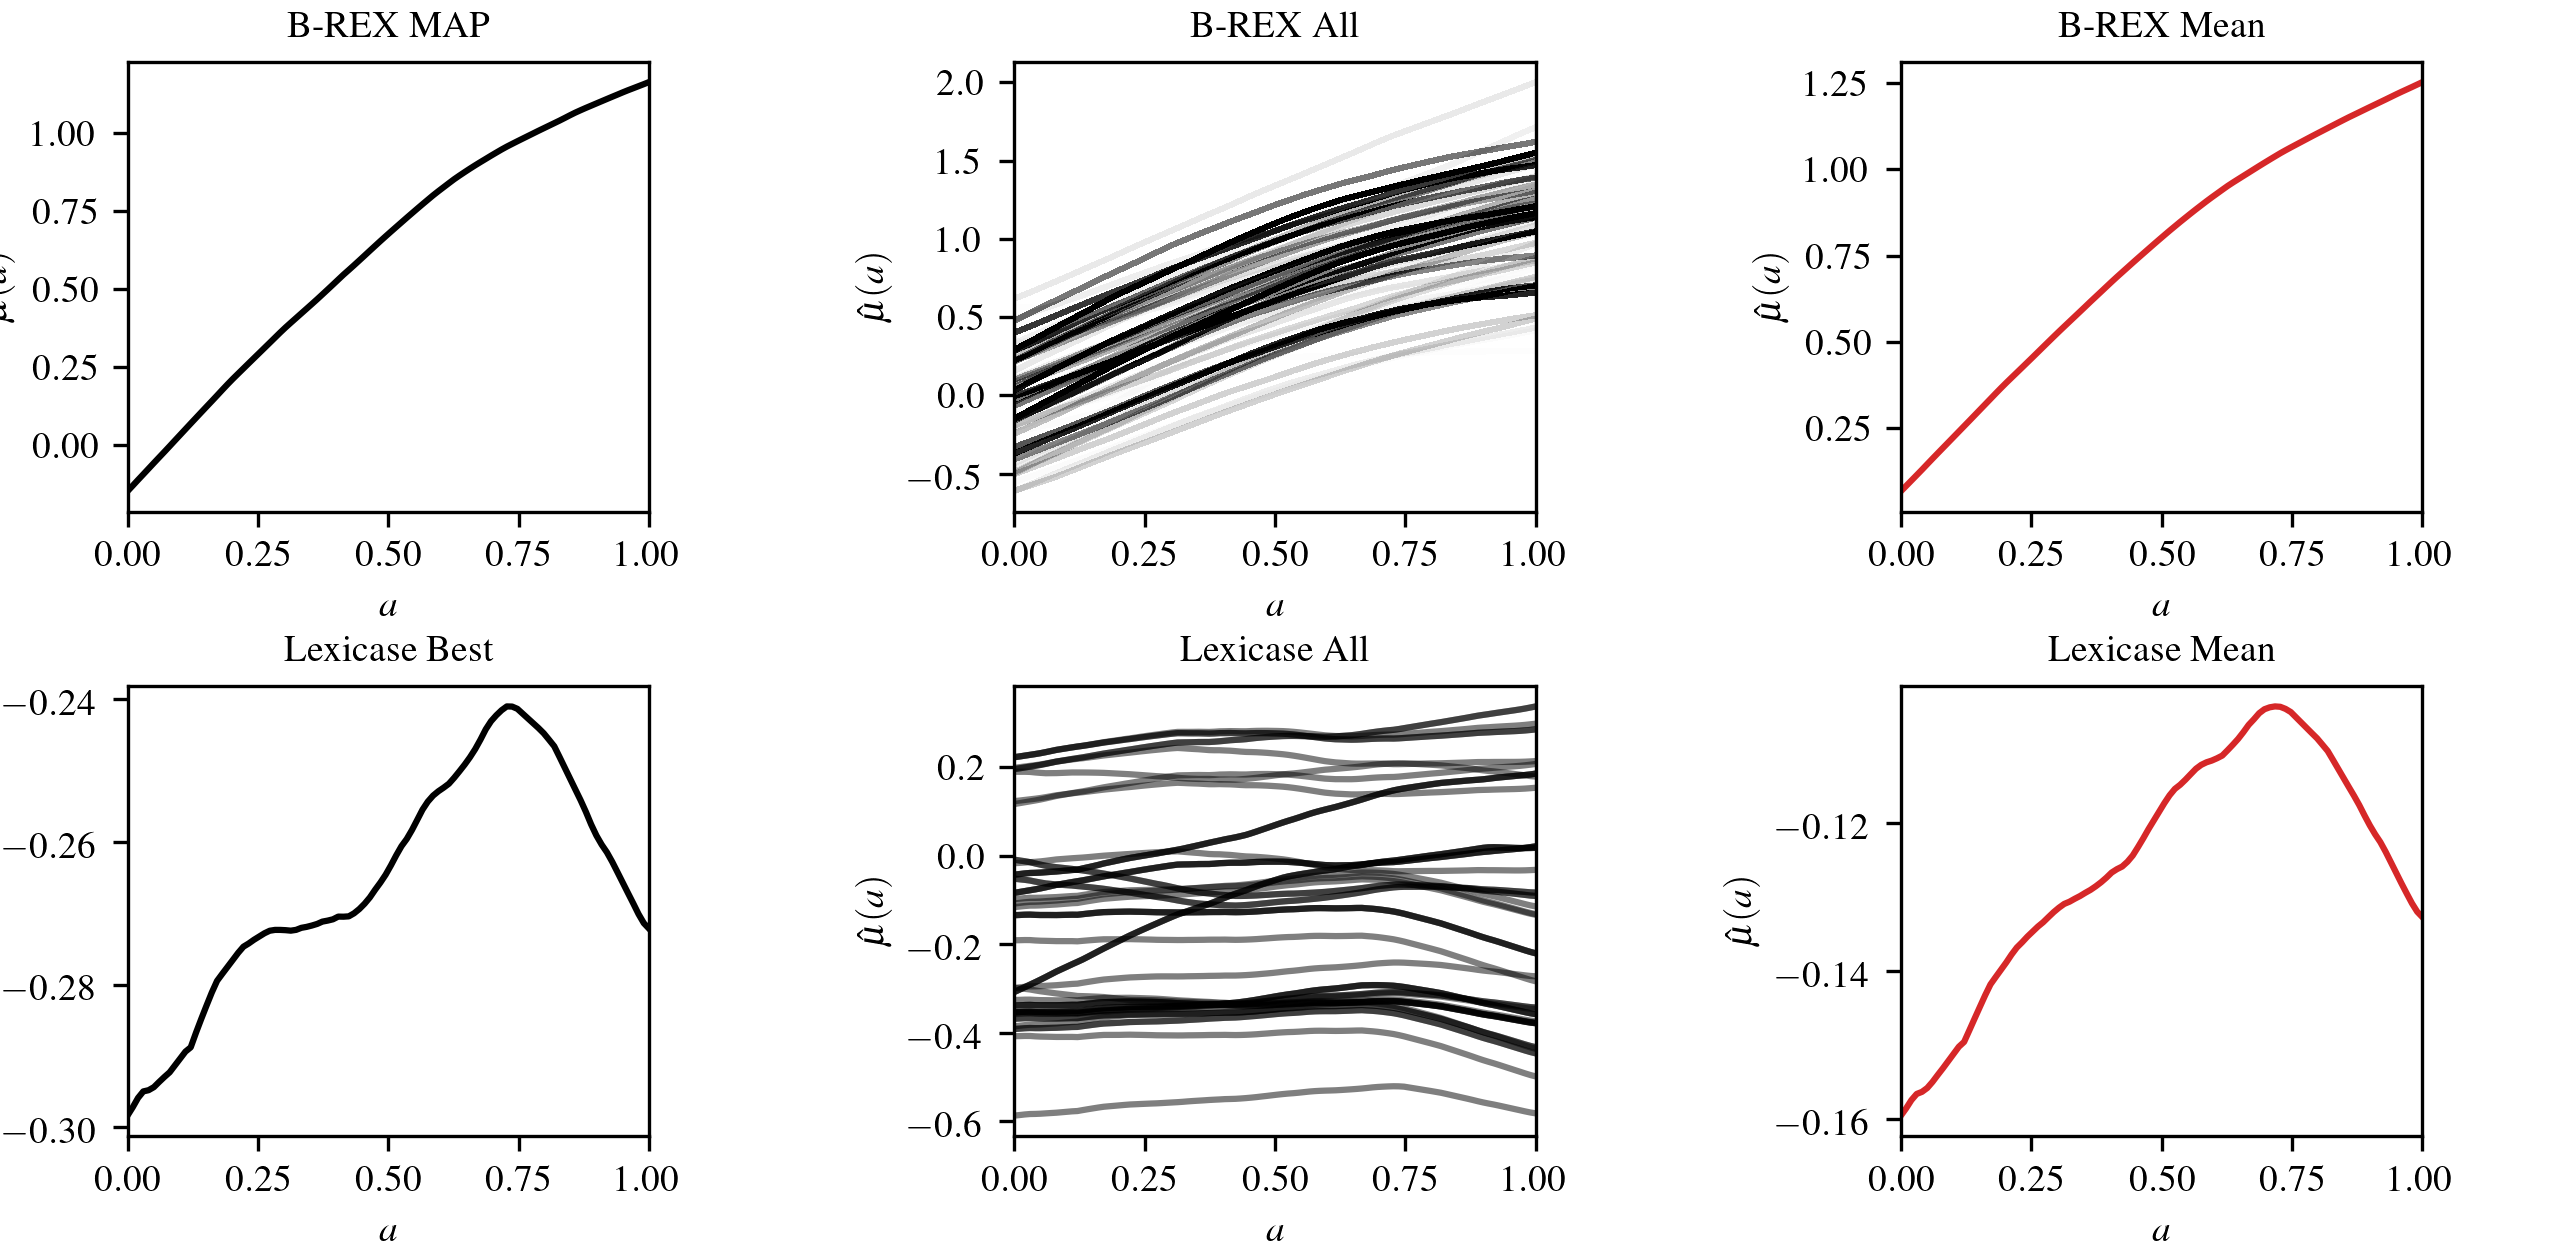 B-REX MAP
1.00
0.75
0.50
0.25
0.00
0.00 0.25 0.50 0.75 1.00
a
B-REX All
μ̂(a)
2.0
1.5
1.0
0.5
0.0
−0.5
0.00 0.25 0.50 0.75 1.00
a
B-REX Mean
μ̂(a)
1.25
1.00
0.75
0.50
0.25
0.00 0.25 0.50 0.75 1.00
a
Lexicase Best
−0.24
−0.26
−0.28
−0.30
0.00 0.25 0.50 0.75 1.00
a
Lexicase All
μ̂(a)
0.2
0.0
−0.2
−0.4
−0.6
0.00 0.25 0.50 0.75 1.00
a
Lexicase Mean
μ̂(a)
−0.12
−0.14
−0.16
0.00 0.25 0.50 0.75 1.00
a